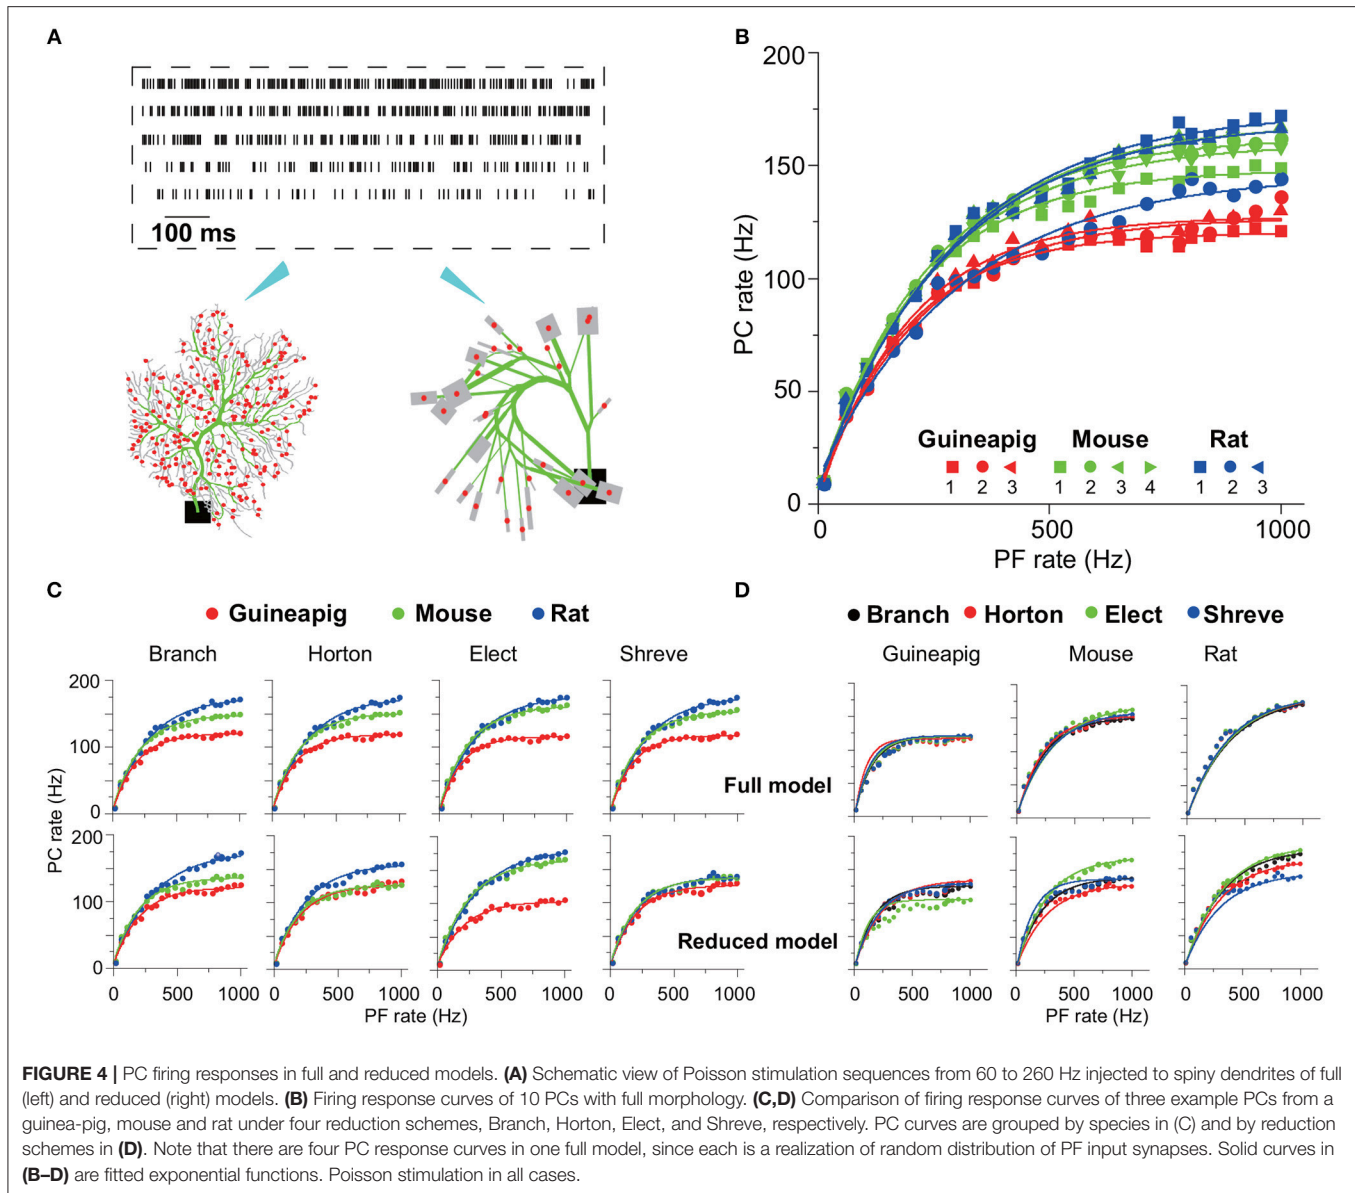 A
100 ms
B
200
150
100
50
0
PC rate (Hz)
Guineapig Mouse Rat
1 2 3 1 2 3 4 1 2 3
0 500 1000
PF rate (Hz)
C
Guineapig Mouse Rat
Branch Horton Elect Shreve
200
100
0
PC rate (Hz)
200
100
0
0 500 1000 0 500 1000 0 500 1000 0 500 1000
PF rate (Hz)
D
Branch Horton Elect Shreve
Guineapig Mouse Rat
Full model
Reduced model
0 500 1000 0 500 1000 0 500 1000
PF rate (Hz)
FIGURE 4 | PC firing responses in full and reduced models. (A) Schematic view of Poisson stimulation sequences from 60 to 260 Hz injected to spiny dendrites of full
(left) and reduced (right) models. (B) Firing response curves of 10 PCs with full morphology. (C,D) Comparison of firing response curves of three example PCs from a
guinea-pig, mouse and rat under four reduction schemes, Branch, Horton, Elect, and Shreve, respectively. PC curves are grouped by species in (C) and by reduction
schemes in (D). Note that there are four PC response curves in one full model, since each is a realization of random distribution of PF input synapses. Solid curves in
(B–D) are fitted exponential functions. Poisson stimulation in all cases.